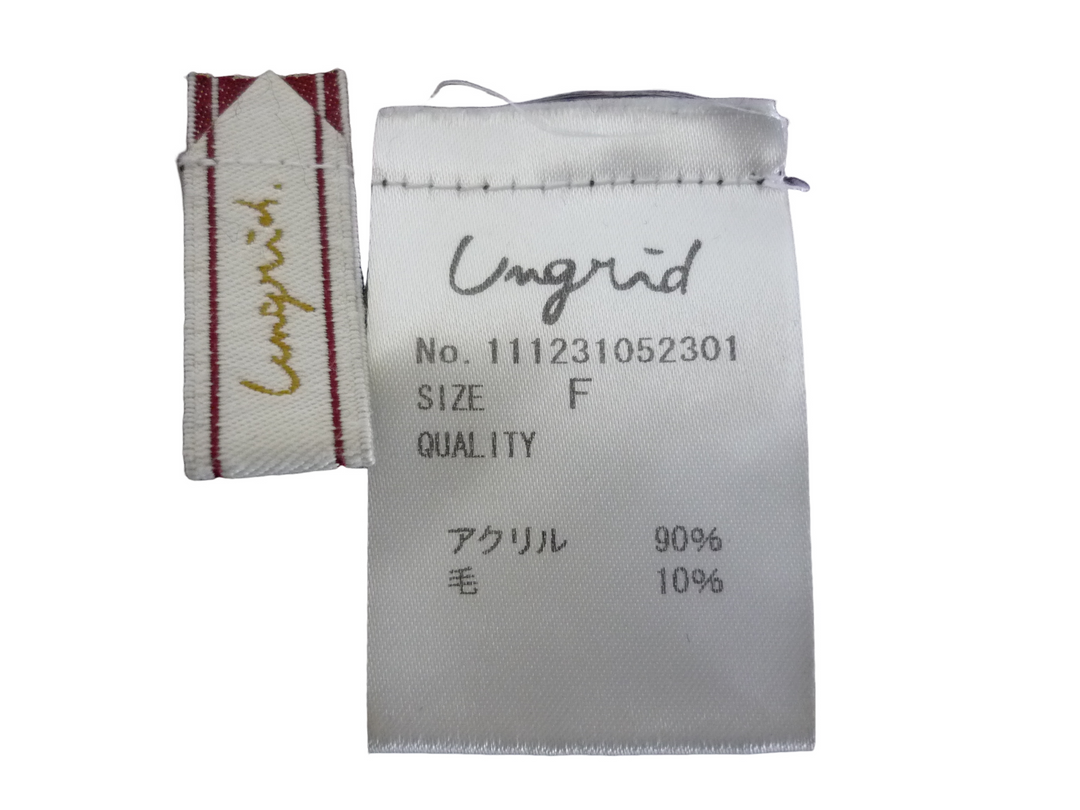 Ungrid.
Ungrid
No. 111231052301
SIZE F
QUALITY
アクリル 90%
毛 10%